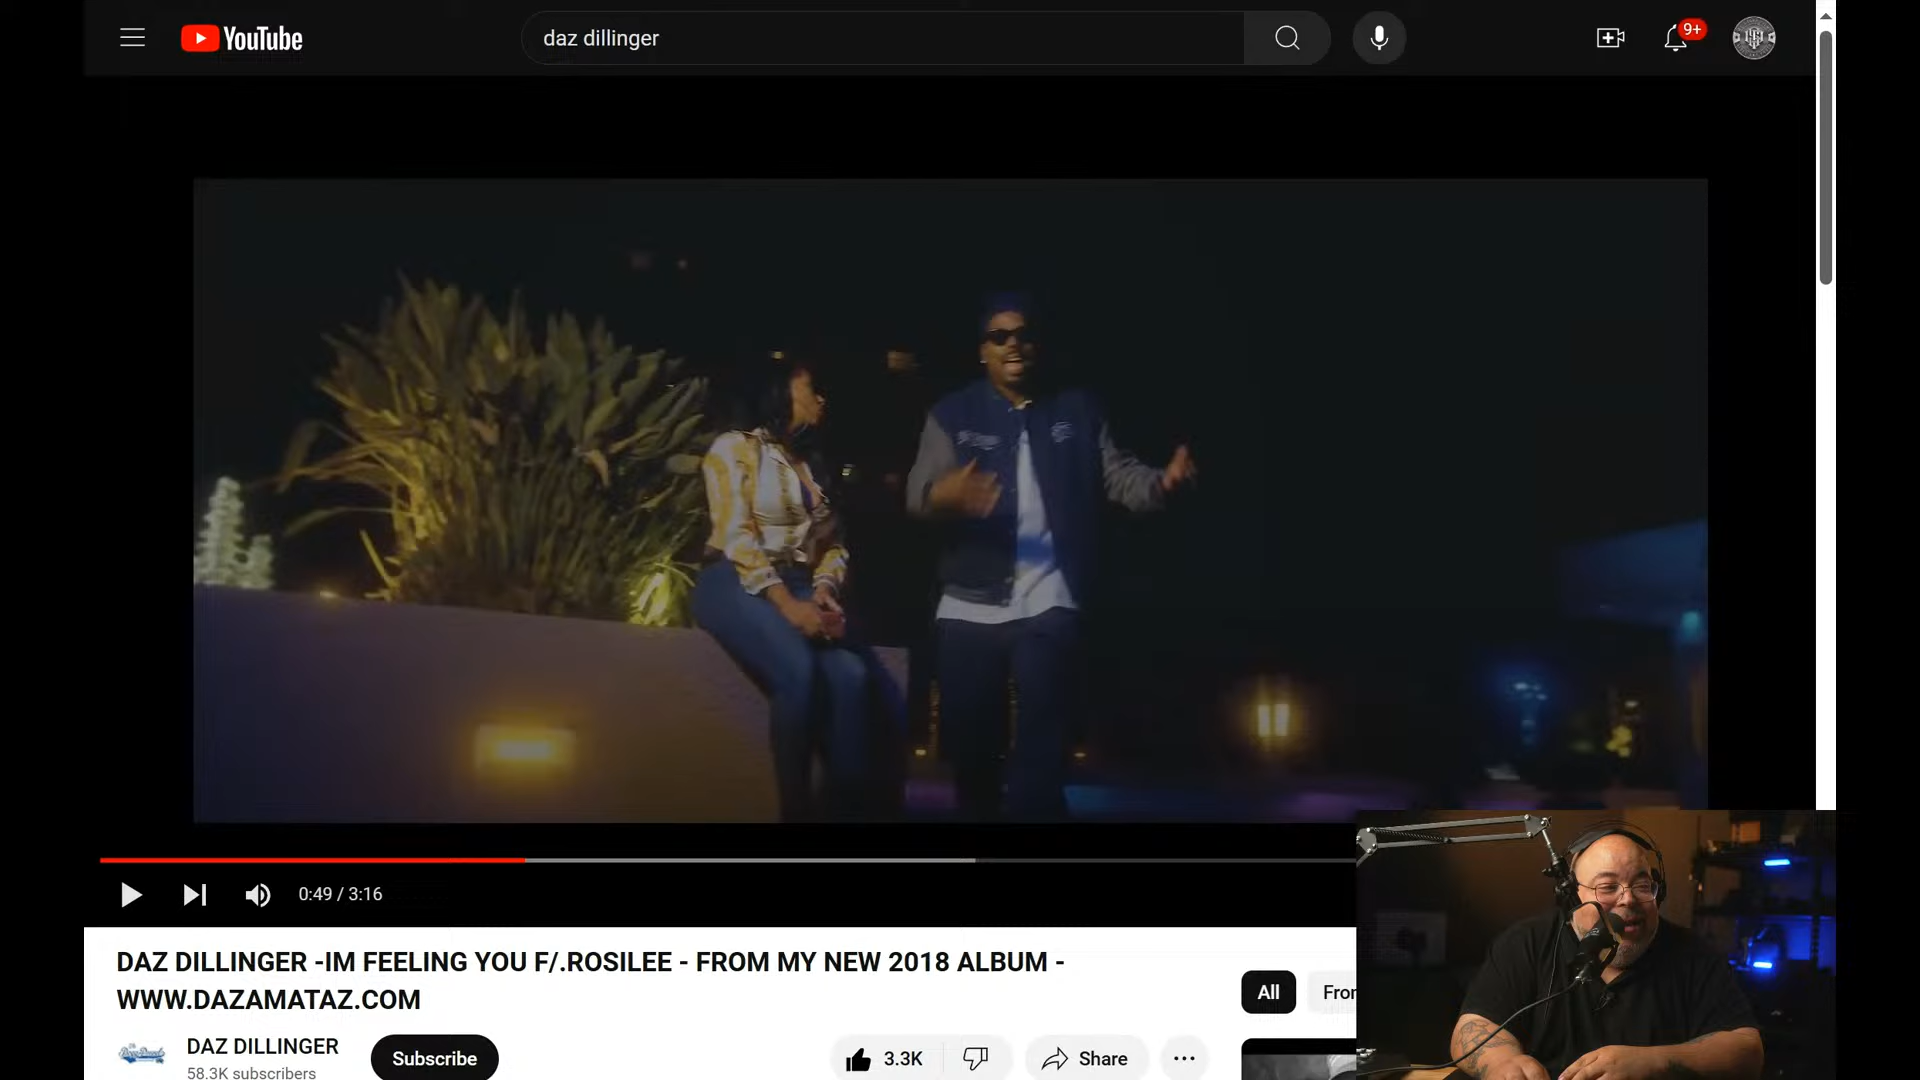 YouTube
daz dillinger
9+
0:49 / 3:16
DAZ DILLINGER -IM FEELING YOU F/.ROSILEE - FROM MY NEW 2018 ALBUM -
WWW.DAZAMATAZ.COM
All
Fror
DAZ DILLINGER
58.3K subscribers
Subscribe
3.3K
Share